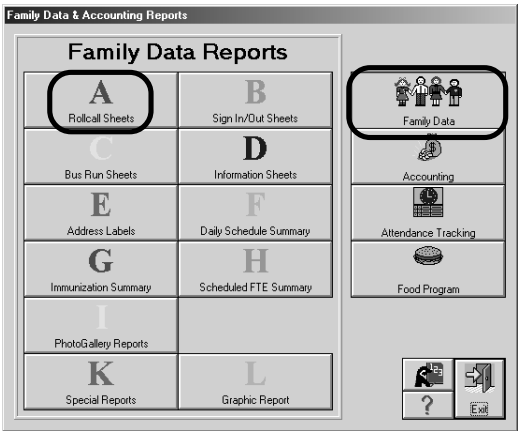 Family Data & Accounting Reports
Family Data Reports
A
Rollcall Sheets
B
Sign In/Out Sheets
C
Bus Run Sheets
D
Information Sheets
E
Address Labels
F
Daily Schedule Summary
G
Immunization Summary
H
Scheduled FTE Summary
I
PhotoGallery Reports
K
Special Reports
L
Graphic Report
Family Data
$
Accounting
Attendance Tracking
Food Program
123
?
Exit